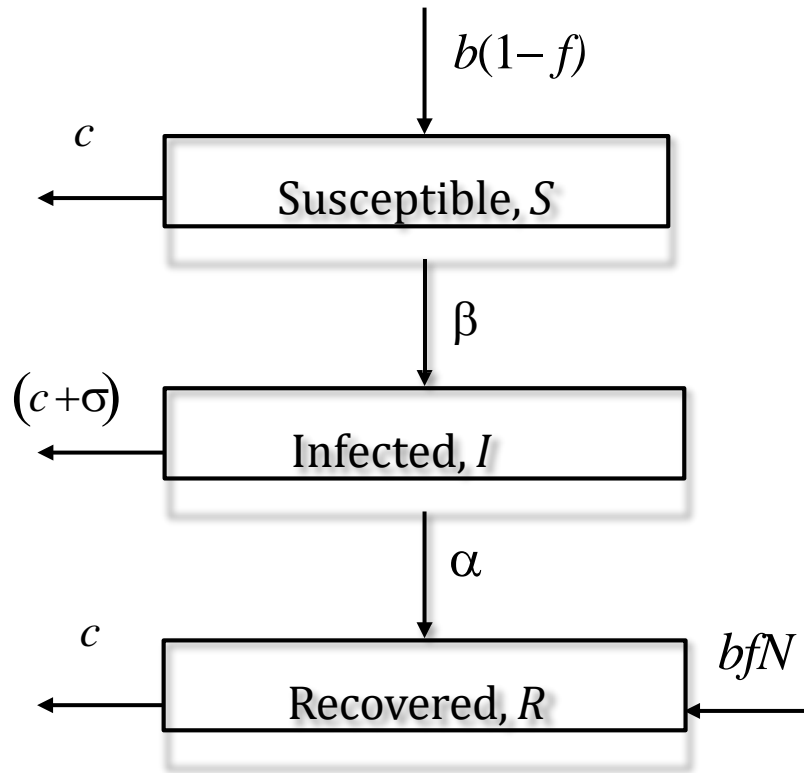 b(1−f)
c
Susceptible, S
β
(c+σ)
Infected, I
α
c
bfN
Recovered, R